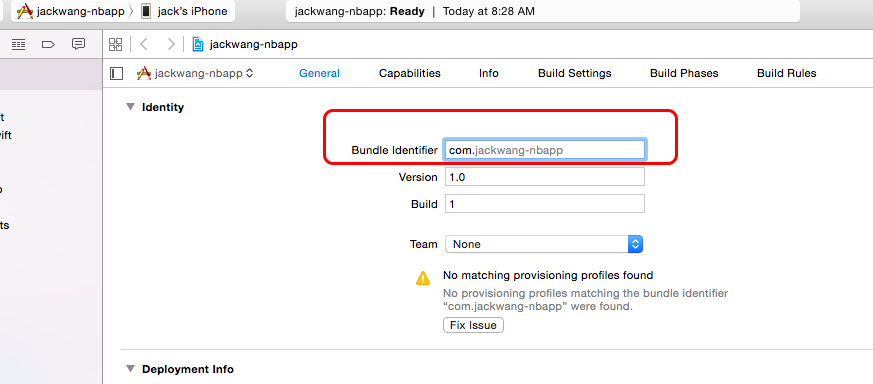 jackwang-nbapp
jack's iPhone
jackwang-nbapp: Ready | Today at 8:28 AM
jackwang-nbapp
jackwang-nbapp
General
Capabilities
Info
Build Settings
Build Phases
Build Rules
t
ift
ts
Identity
Bundle Identifier com.jackwang-nbapp
Version 1.0
Build 1
Team None
No matching provisioning profiles found
No provisioning profiles matching the bundle identifier
“com.jackwang-nbapp” were found.
Fix Issue
Deployment Info